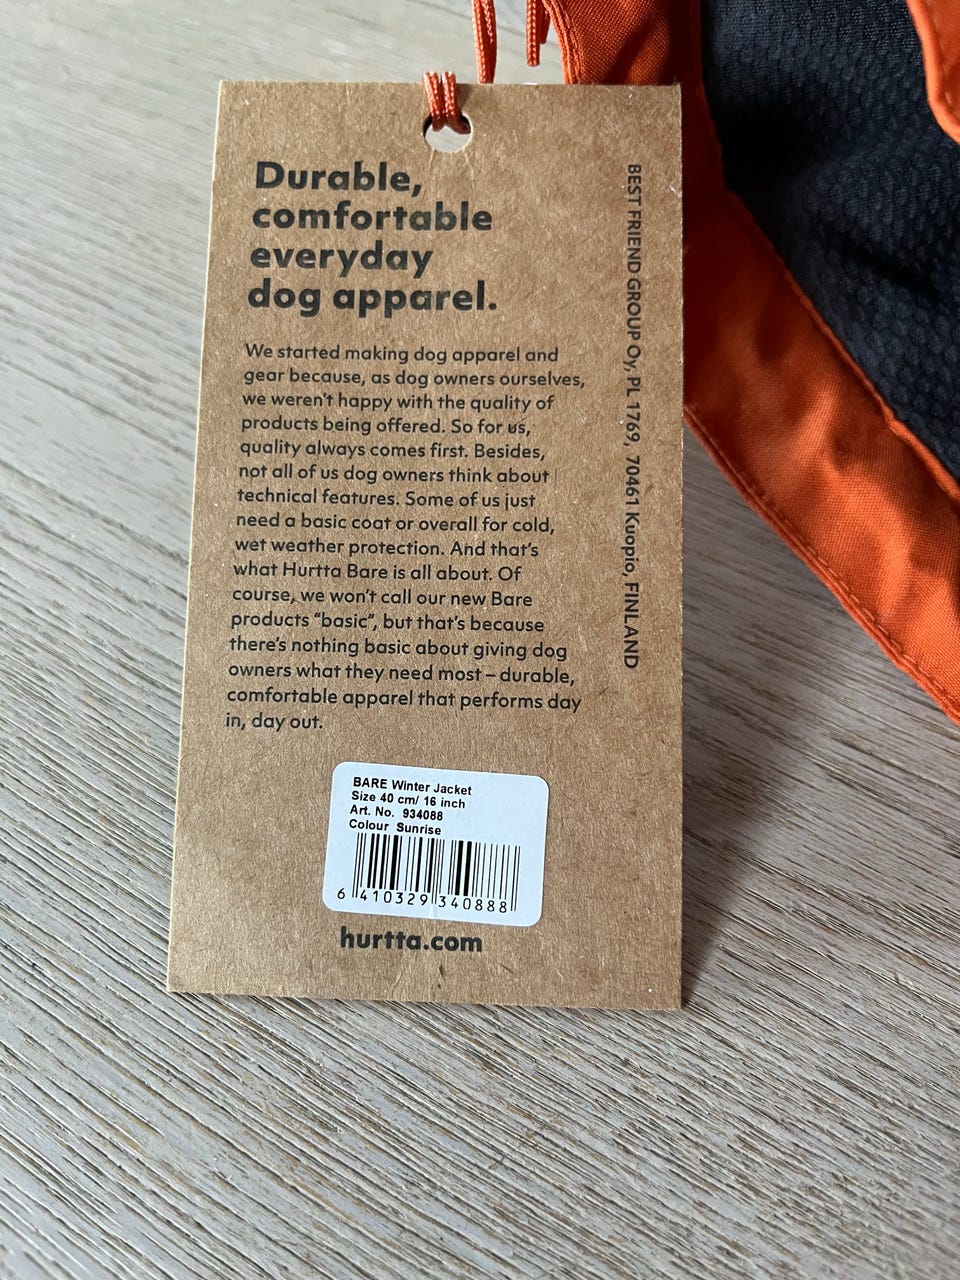 Durable,
comfortable
everyday
dog apparel.
We started making dog apparel and
gear because, as dog owners ourselves,
we weren't happy with the quality of
products being offered. So for us,
quality always comes first. Besides,
not all of us dog owners think about
technical features. Some of us just
need a basic coat or overall for cold,
wet weather protection. And that's
what Hurtta Bare is all about. Of
course, we won't call our new Bare
products "basic", but that's because
there's nothing basic about giving dog
owners what they need most – durable,
comfortable apparel that performs day
in, day out.
BEST FRIEND GROUP Oy, PL 1769, 70461 Kuopio, FINLAND
BARE Winter Jacket
Size 40 cm/ 16 inch
Art. No. 934088
Colour Sunrise
6 410329 340888
hurtta.com